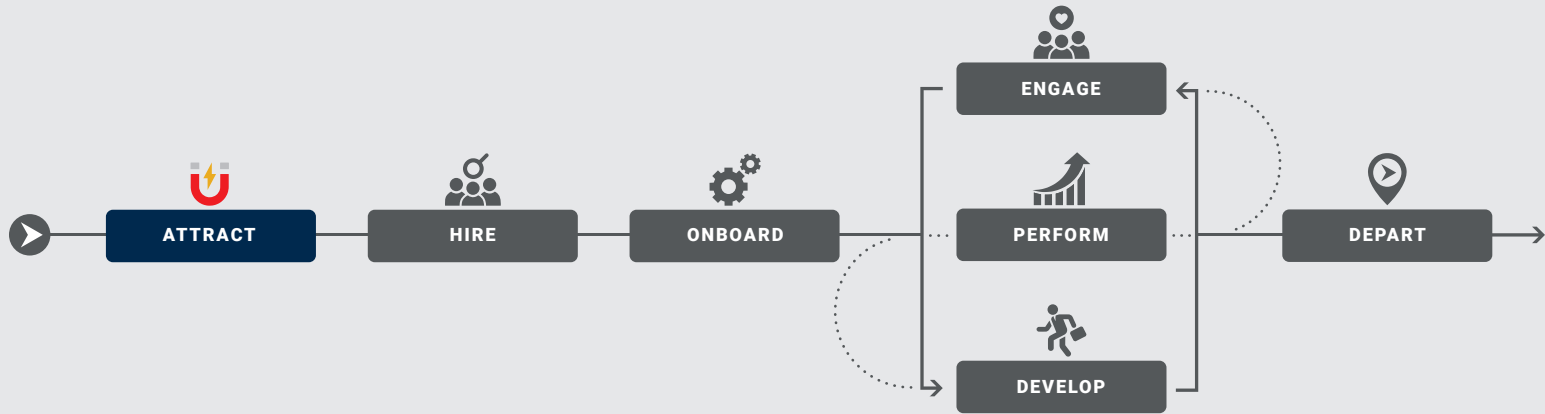 ATTRACT
HIRE
ONBOARD
ENGAGE
PERFORM
DEVELOP
DEPART